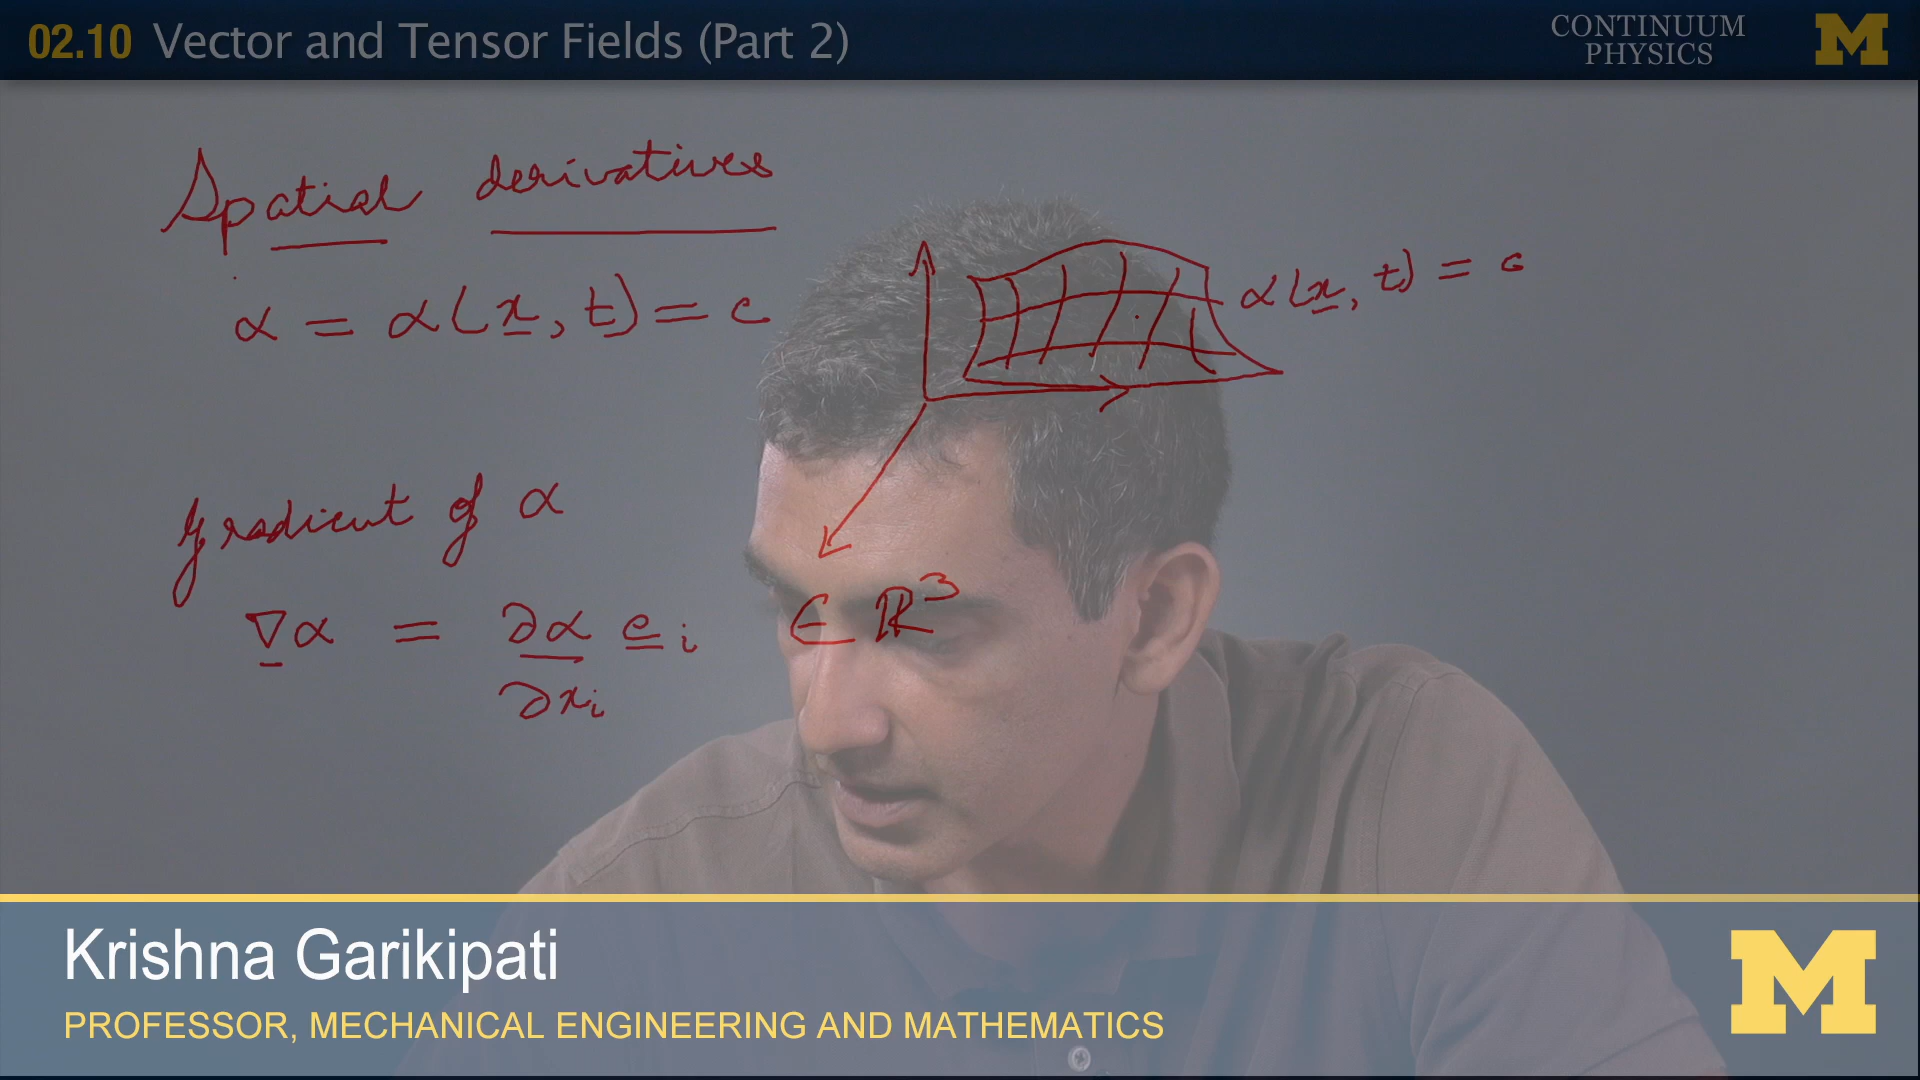 02.10 Vector and Tensor Fields (Part 2)
CONTINUUM
PHYSICS
M
Spatial derivatives
α = α(x, t) = c
α(x, t) = c
Gradient of α
∇α = ∂α/∂xᵢ eᵢ ∈ ℝ³
Krishna Garikipati
PROFESSOR, MECHANICAL ENGINEERING AND MATHEMATICS
M